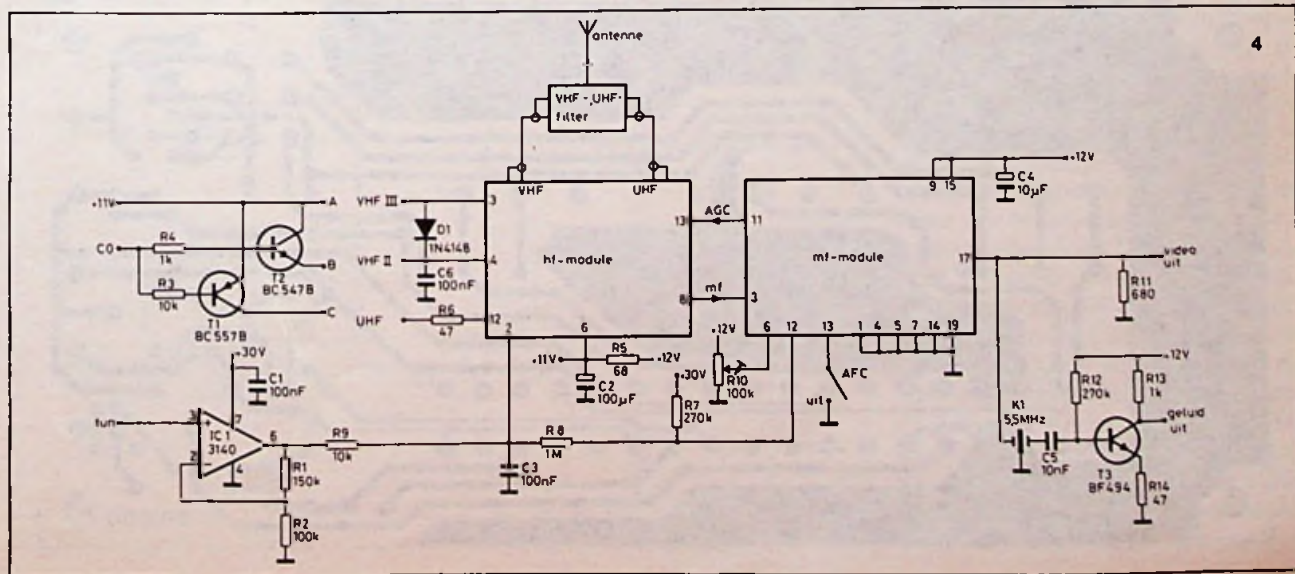 4
antenne
VHF-,UHF-
filter
VHF
UHF
hf-module
mf-module
3
4
12
2
6
13
8
AGC
mf
11
3
6
12
13
1
4
5
7
14
19
9
15
17
+12V
C4
10µF
+11V
C0
R4
1k
R3
10k
T2
BC547B
T1
BC557B
A
B
C
VHF III
D1
1N4148
VHF II
C6
100nF
UHF
R6
47
+11V
R5
68
+12V
C2
100µF
+12V
R10
100k
+30V
R7
270k
AFC
uit
video
uit
R11
680
+12V
R12
270k
R13
1k
geluid
uit
K1
5,5MHz
C5
10nF
T3
BF494
R14
47
+30V
C1
100nF
tun
3
+
2
−
IC 1
3140
7
6
4
R1
150k
R2
100k
R9
10k
R8
1M
C3
100nF